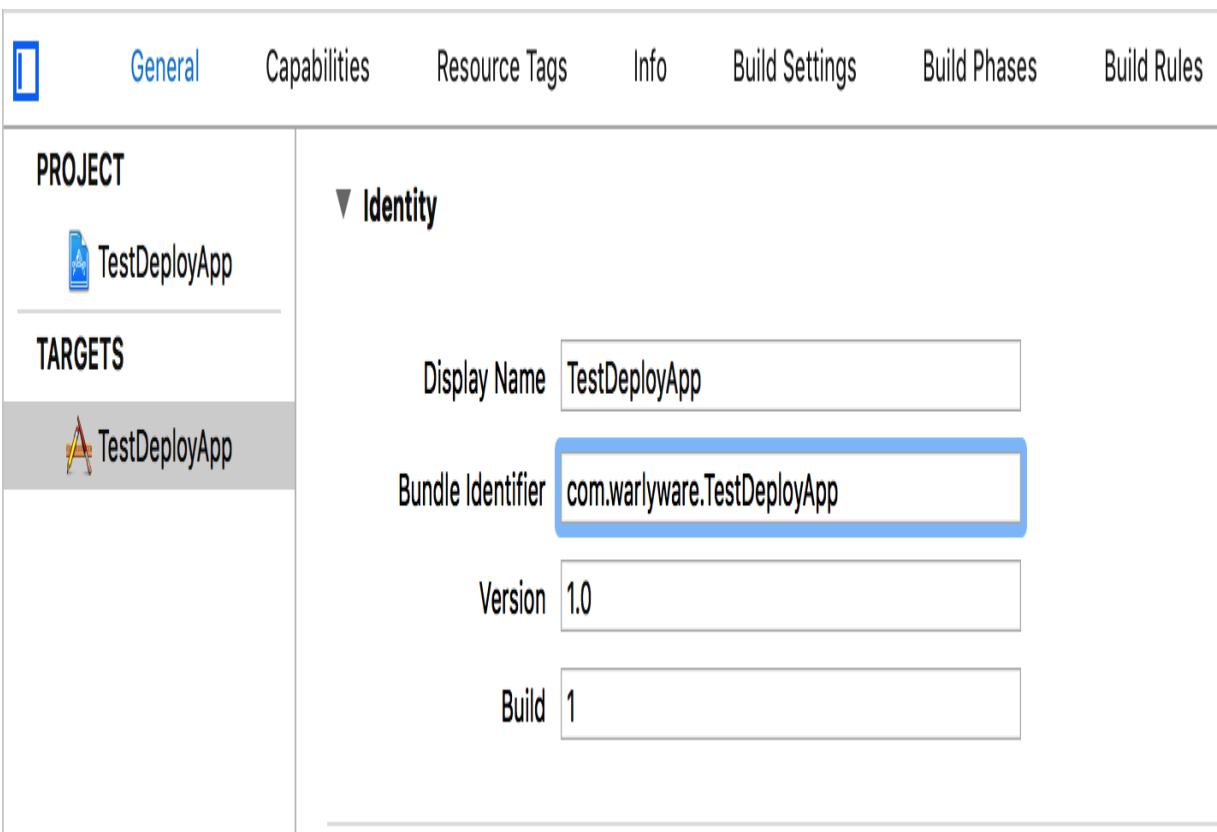 General Capabilities Resource Tags Info Build Settings Build Phases Build Rules
PROJECT
TestDeployApp
TARGETS
TestDeployApp
Identity
Display Name TestDeployApp
Bundle Identifier com.warlyware.TestDeployApp
Version 1.0
Build 1